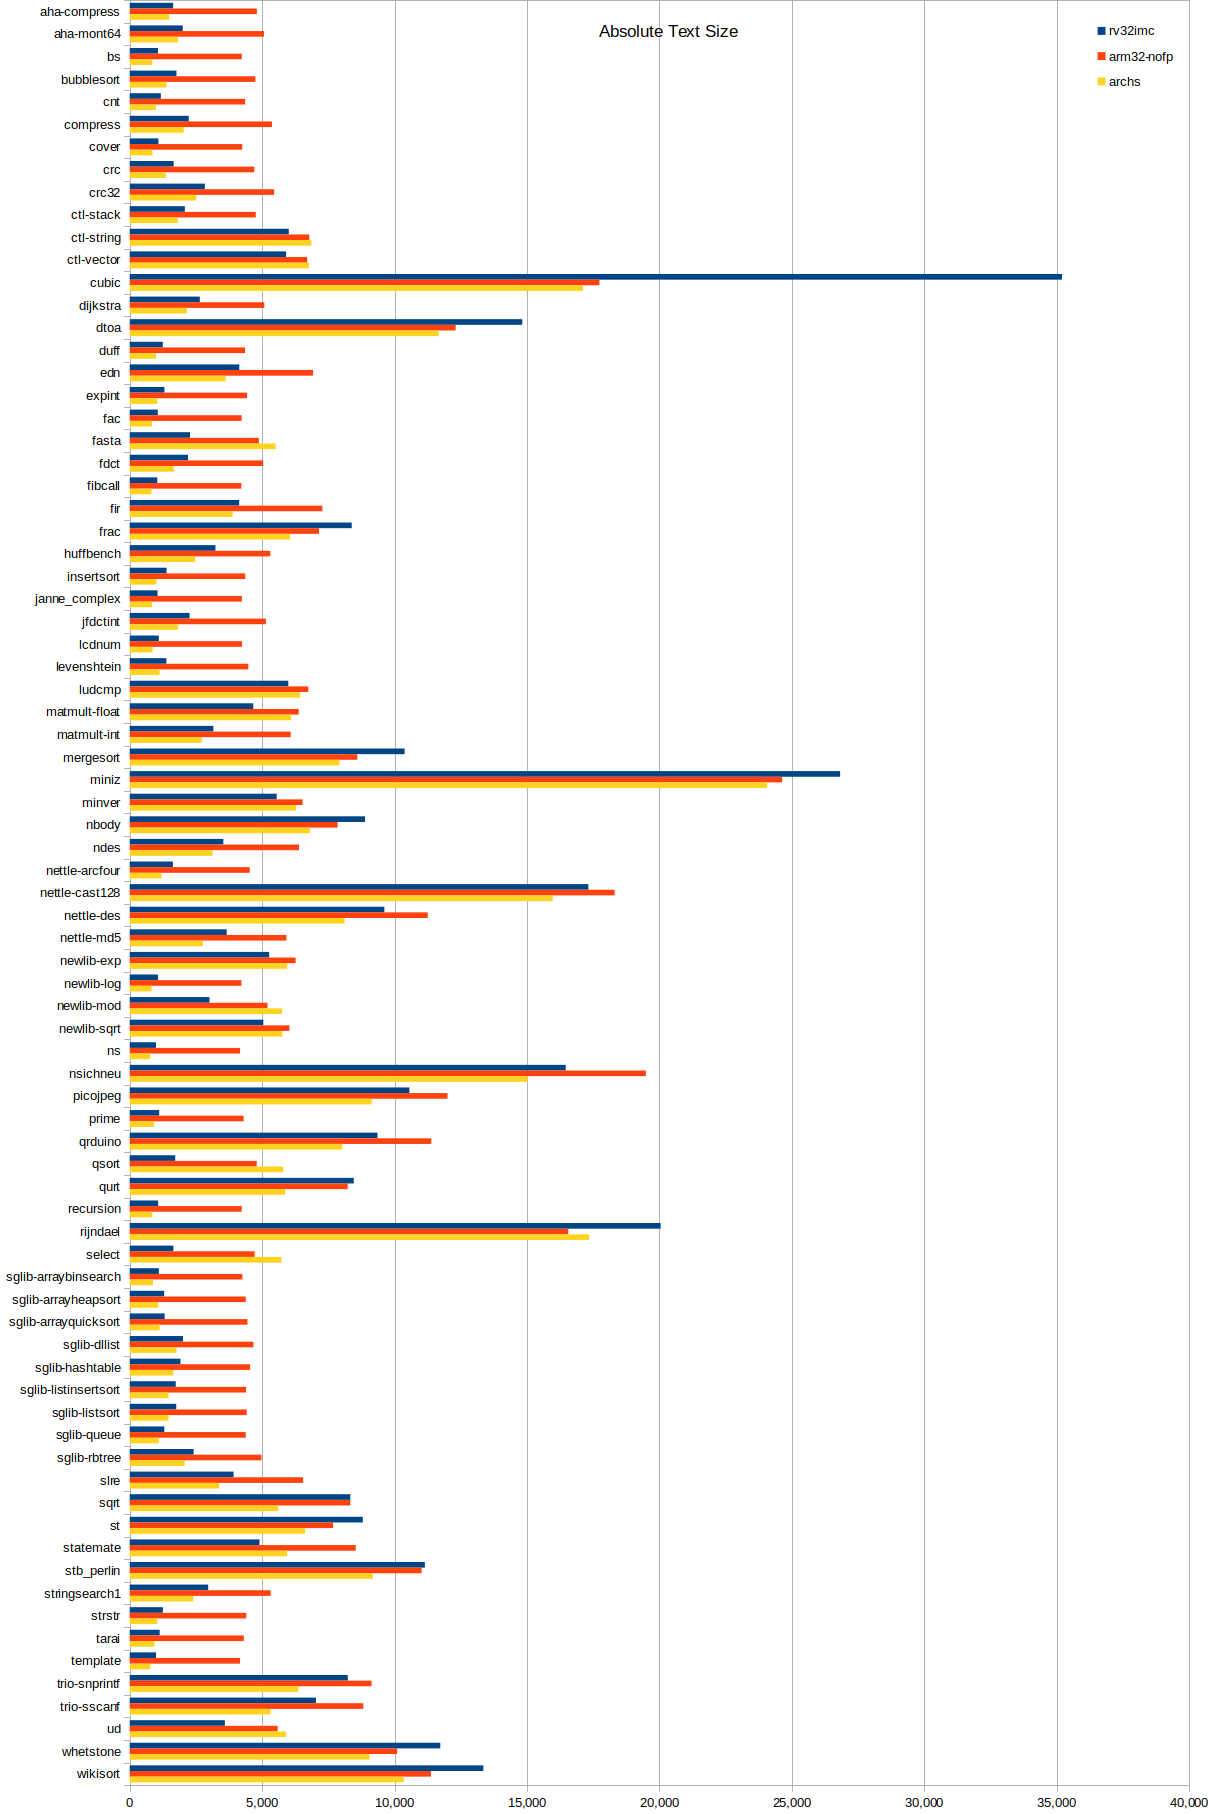 Absolute Text Size
rv32imc
arm32-nofp
archs
aha-compress
aha-mont64
bs
bubblesort
cnt
compress
cover
crc
crc32
ctl-stack
ctl-string
ctl-vector
cubic
dijkstra
dtoa
duff
edn
expint
fac
fasta
fdct
fibcall
fir
frac
huffbench
insertsort
janne_complex
jfdctint
lcdnum
levenshtein
ludcmp
matmult-float
matmult-int
mergesort
miniz
minver
nbody
ndes
nettle-arcfour
nettle-cast128
nettle-des
nettle-md5
newlib-exp
newlib-log
newlib-mod
newlib-sqrt
ns
nsichneu
picojpeg
prime
qrduino
qsort
qurt
recursion
rijndael
select
sglib-arraybinsearch
sglib-arrayheapsort
sglib-arrayquicksort
sglib-dllist
sglib-hashtable
sglib-listinsertsort
sglib-listsort
sglib-queue
sglib-rbtree
slre
sqrt
st
statemate
stb_perlin
stringsearch1
strstr
tarai
template
trio-snprintf
trio-sscanf
ud
whetstone
wikisort
0 5,000 10,000 15,000 20,000 25,000 30,000 35,000 40,000